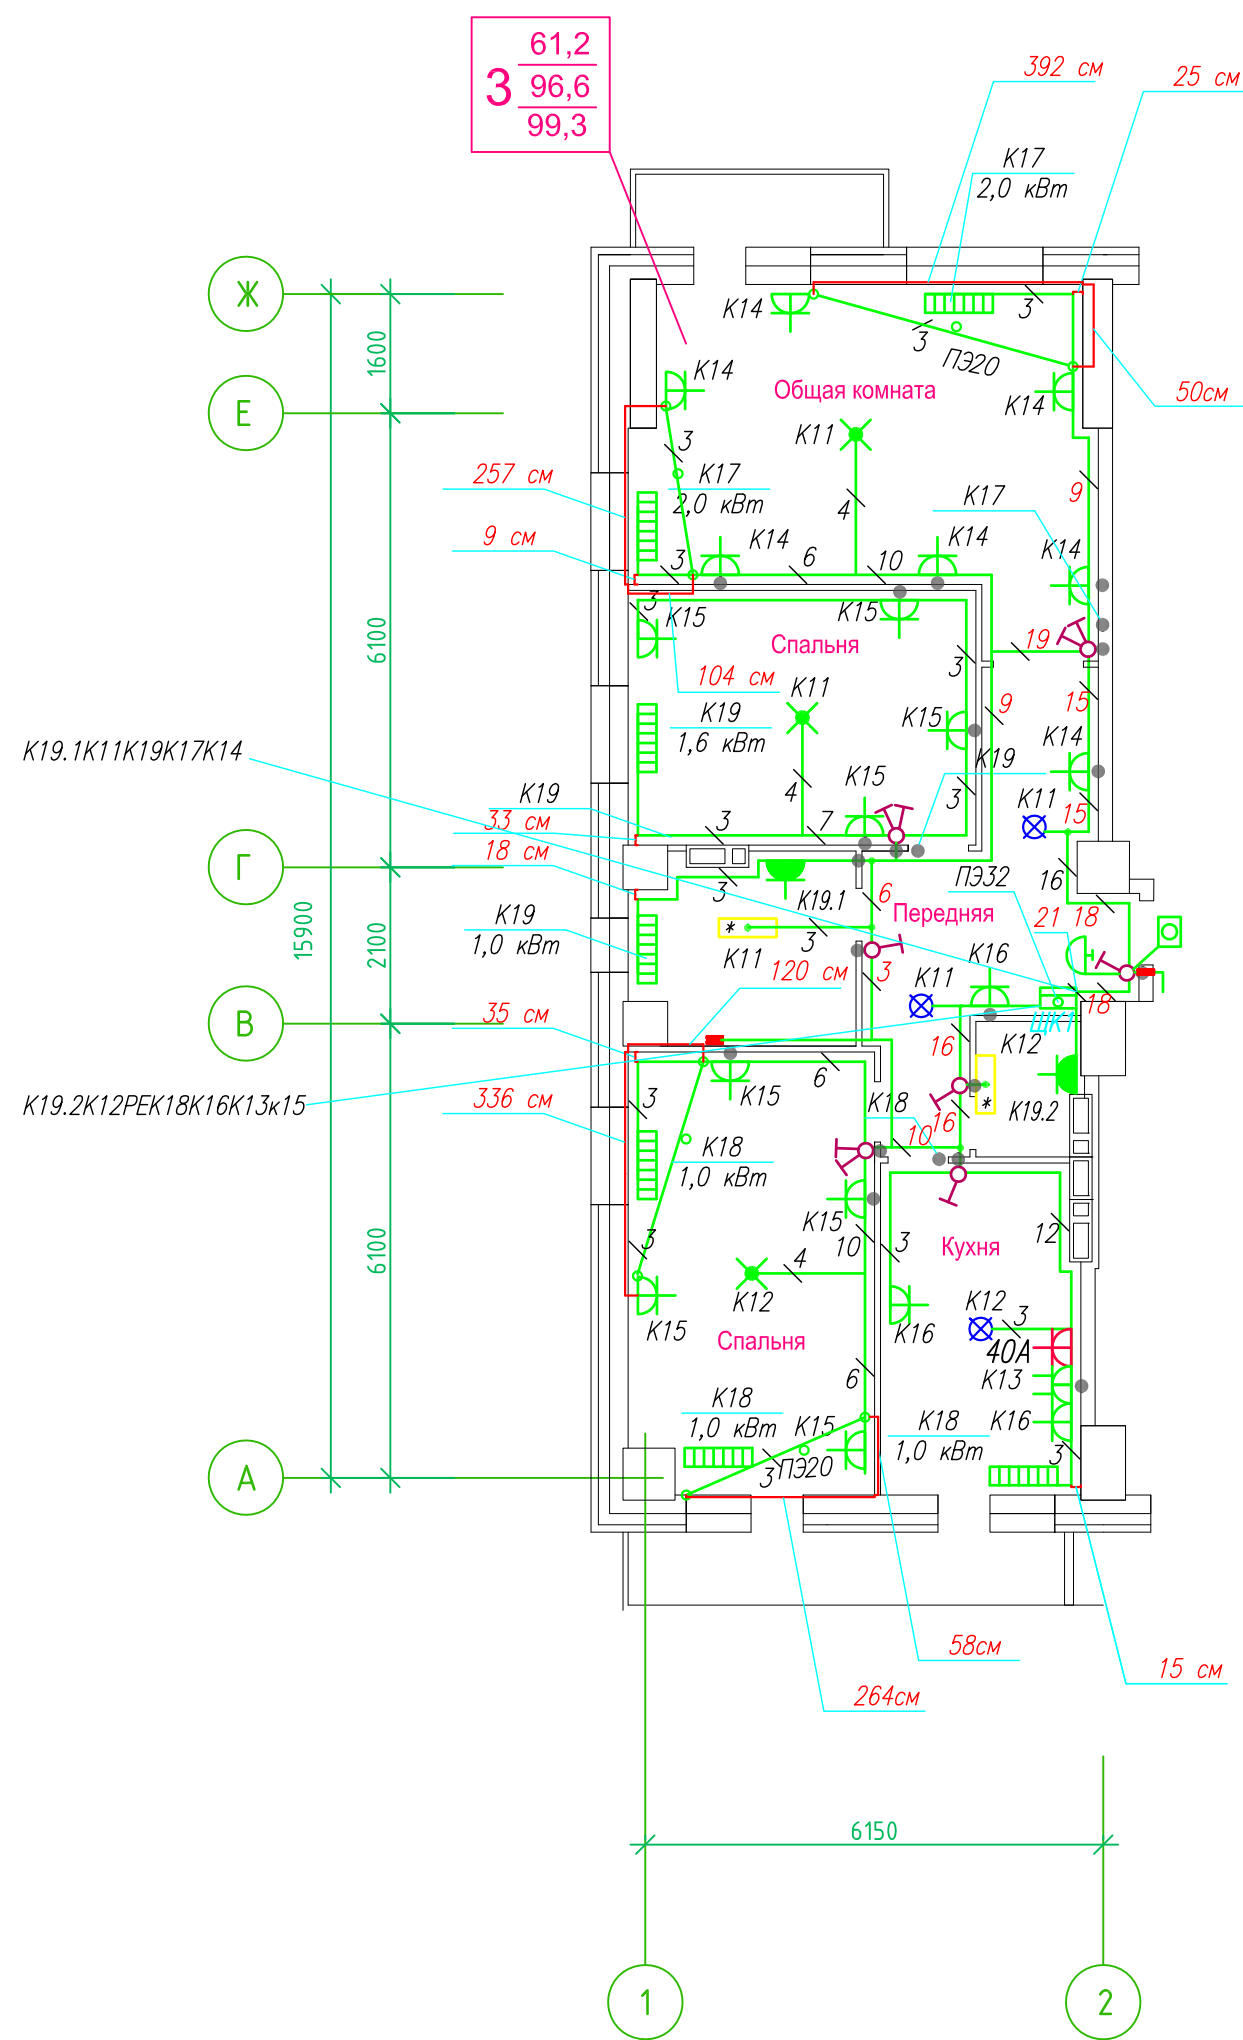 61,2
3 96,6
99,3
392 см
25 см
К17
2,0 кВт
Ж
К14
3
3
ПЭ20
1600
К14
Общая комната
К14
50см
Е
К11
3
257 см
К17
2,0 кВт
4
К17
9
9 см
К14
К14
К14
3
6
10
3
К15
К15
6100
Спальня
19
3
104 см
К11
15
9
К19
1,6 кВт
К15
К14
К19.1К11К19К17К14
К15
К19
К19
4
3
К11
15
33 см
3
7
18 см
Г
3
ПЭ32
16
К19.1
6
Передняя
21
18
15900
2100
К19
1,0 кВт
*
3
К11
К16
120 см
3
К11
18
35 см
В
ЩК1
16
К12
6
К15
К19.2К12РЕК18К16К13к15
336 см
3
К18
*
К19.2
16
10
К18
1,0 кВт
К15
3
10
3
Кухня
12
6100
4
К12
К12
3
К15
К16
Спальня
40А
К13
6
К18
1,0 кВт
К15
К18
1,0 кВт
К16
3
А
3
ПЭ20
58см
15 см
264см
6150
1
2